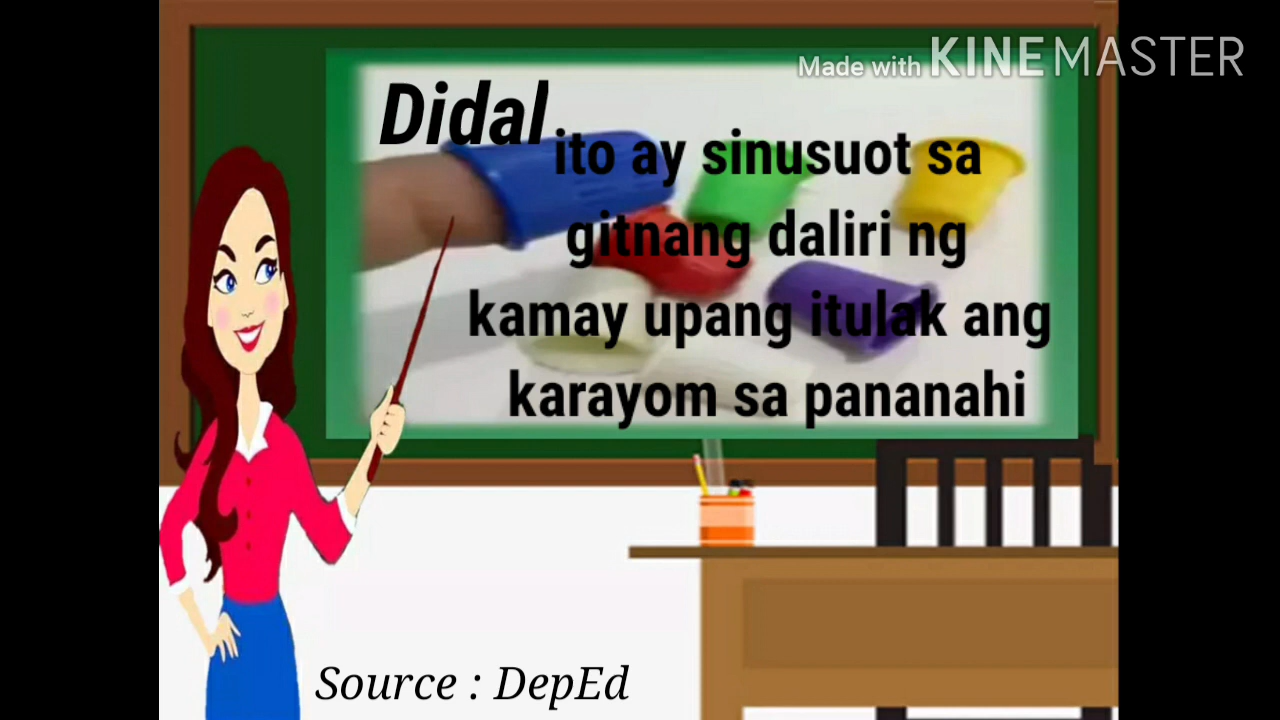 Made with KINEMASTER
Didal
ito ay sinusuot sa
gitnang daliri ng
kamay upang itulak ang
karayom sa pananahi
Source : DepEd